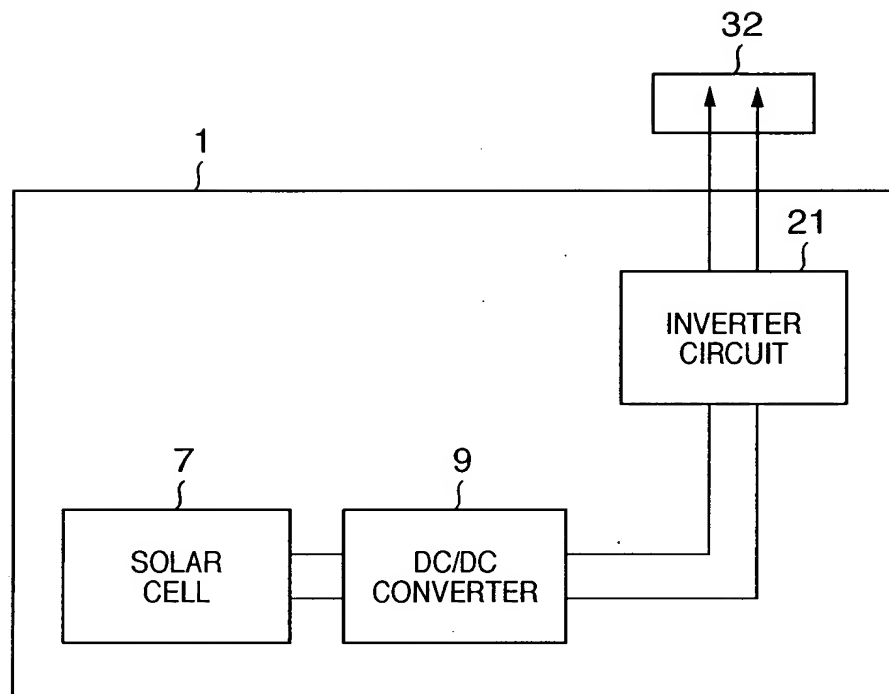 32
1
21
INVERTER
CIRCUIT
7
9
SOLAR
CELL
DC/DC
CONVERTER